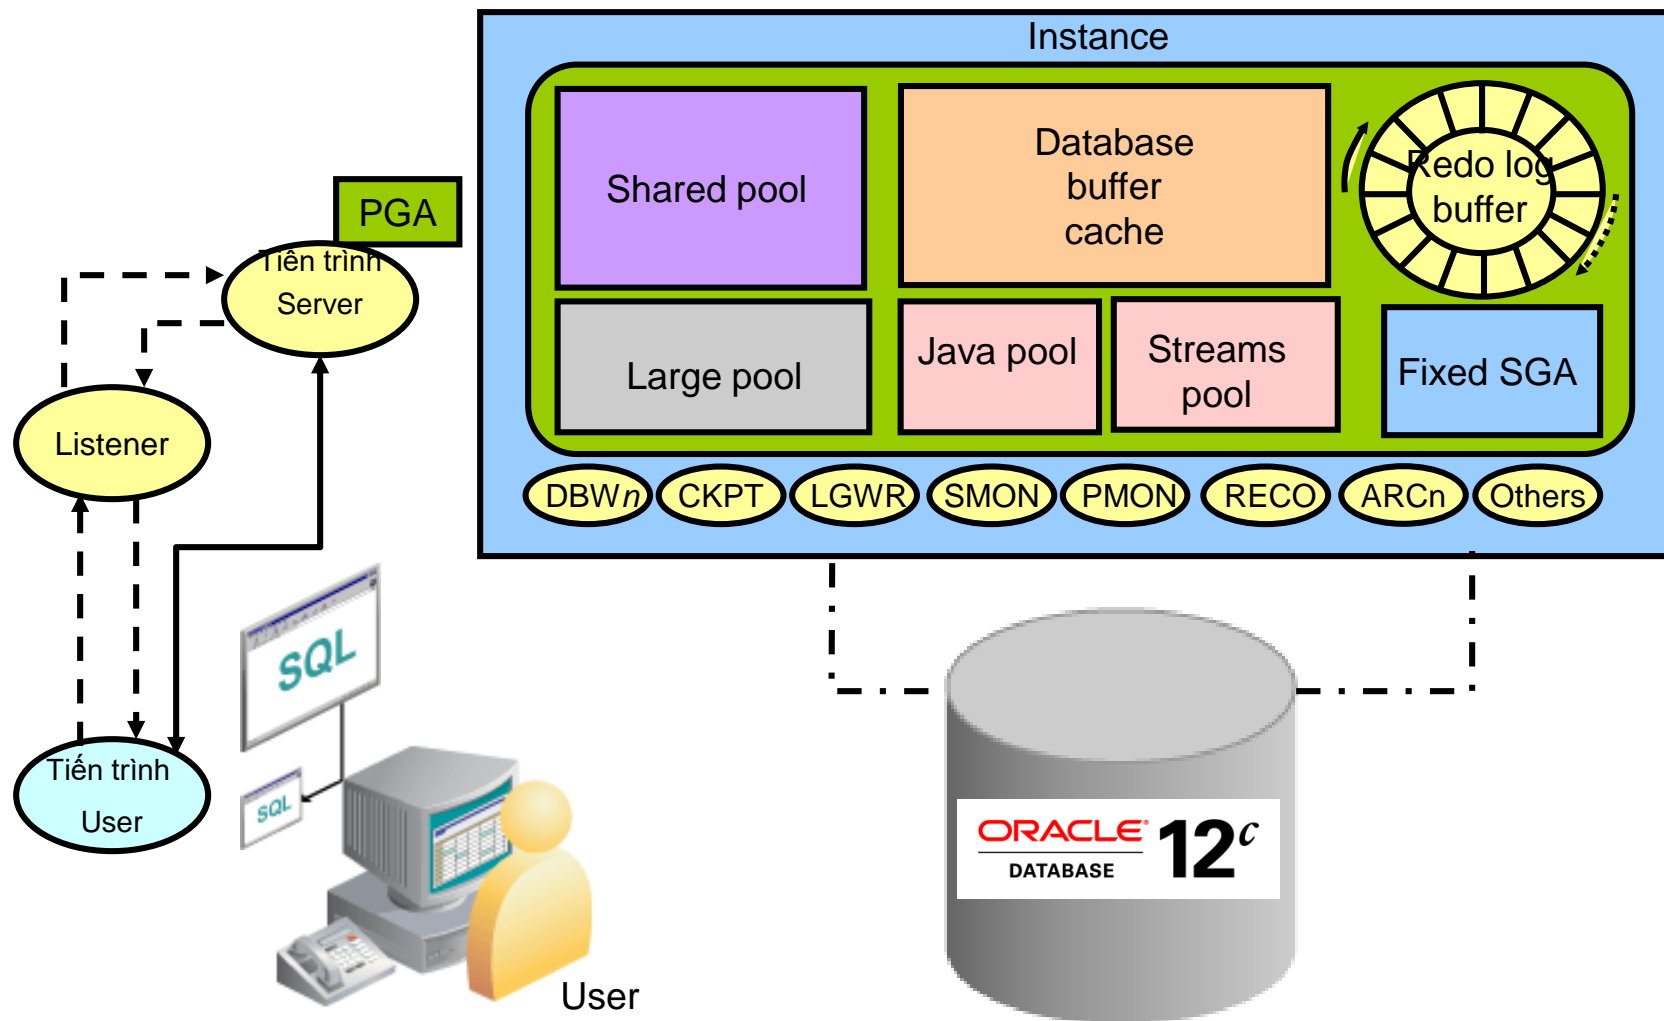 Instance
Shared pool
Database
buffer
cache
Redo log
buffer
PGA
Tiến trình
Server
Large pool
Java pool
Streams
pool
Fixed SGA
Listener
DBWn
CKPT
LGWR
SMON
PMON
RECO
ARCn
Others
SQL
SQL
Tiến trình
User
User
ORACLE®
DATABASE
12c